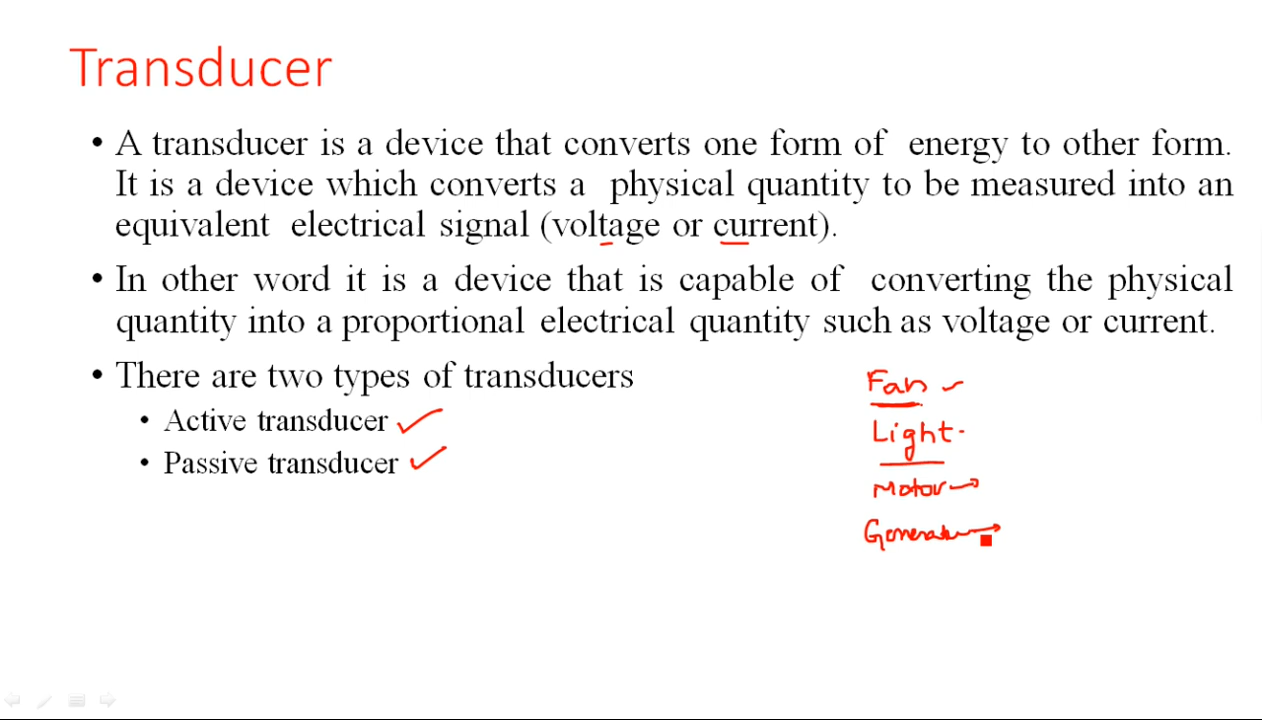 Transducer
• A transducer is a device that converts one form of energy to other form.
It is a device which converts a physical quantity to be measured into an
equivalent electrical signal (voltage or current).
• In other word it is a device that is capable of converting the physical
quantity into a proportional electrical quantity such as voltage or current.
• There are two types of transducers
• Active transducer
• Passive transducer
Fan
Light
Motor